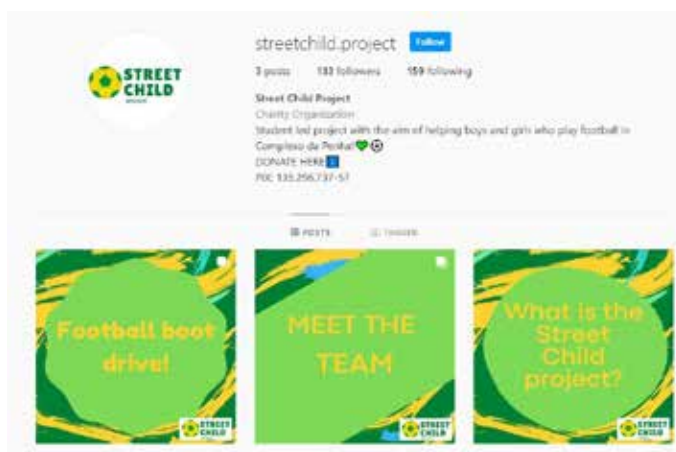 STREET
CHILD
streetchild.project Follow
3 posts 133 followers 159 following
Street Child Project
Charity Organization
Student led project with the aim of helping boys and girls who play football in
Complexo da Penha!
DONATE HERE
POSTS
Football boot
drive!
STREET
CHILD
MEET THE
TEAM
STREET
CHILD
What is the
Street
Child
project?
STREET
CHILD